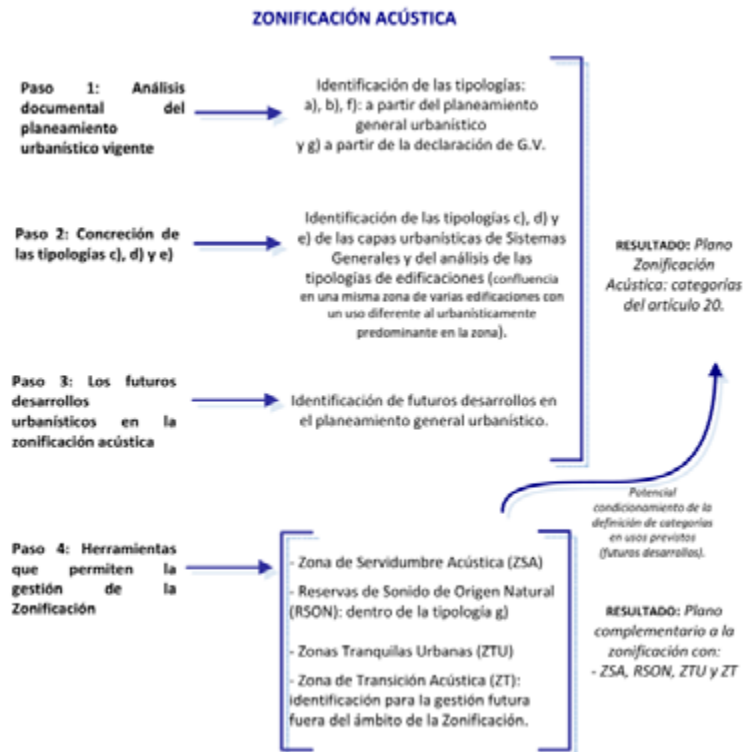 ZONIFICACIÓN ACÚSTICA
Paso 1: Análisis
documental del
planeamiento
urbanístico vigente
Identificación de las tipologías:
a), b), f): a partir del planeamiento
general urbanístico
y g) a partir de la declaración de G.V.
Paso 2: Concreción de
las tipologías c), d) y e)
Identificación de las tipologías c), d) y
e) de las capas urbanísticas de Sistemas
Generales y del análisis de las
tipologías de edificaciones (confluencia
en una misma zona de varias edificaciones con
un uso diferente al urbanísticamente
predominante en la zona).
Paso 3: Los futuros
desarrollos
urbanísticos en la
zonificación acústica
Identificación de futuros desarrollos en
el planeamiento general urbanístico.
RESULTADO: Plano
Zonificación
Acústica: categorías
del artículo 20.
Potencial
condicionamiento de la
definición de categorías
en usos previstos
(futuros desarrollos).
Paso 4: Herramientas
que permiten la
gestión de la
Zonificación
- Zona de Servidumbre Acústica (ZSA)
- Reservas de Sonido de Origen Natural
(RSON): dentro de la tipología g)
- Zonas Tranquilas Urbanas (ZTU)
- Zona de Transición Acústica (ZT):
identificación para la gestión futura
fuera del ámbito de la Zonificación.
RESULTADO: Plano
complementario a la
zonificación con:
- ZSA, RSON, ZTU y ZT